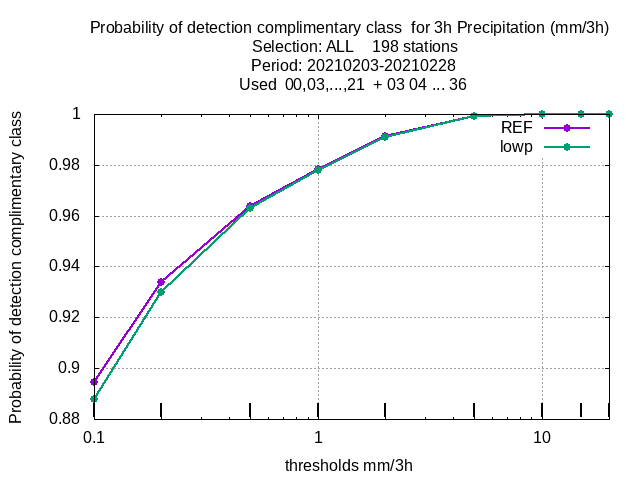 Probability of detection complimentary class  for 3h Precipitation (mm/3h)
Selection: ALL    198 stations
Period: 20210203-20210228
Used  00,03,...,21  + 03 04 ... 36
Probability of detection complimentary class
1
0.98
0.96
0.94
0.92
0.9
0.88
REF
lowp
0.1
1
10
thresholds mm/3h